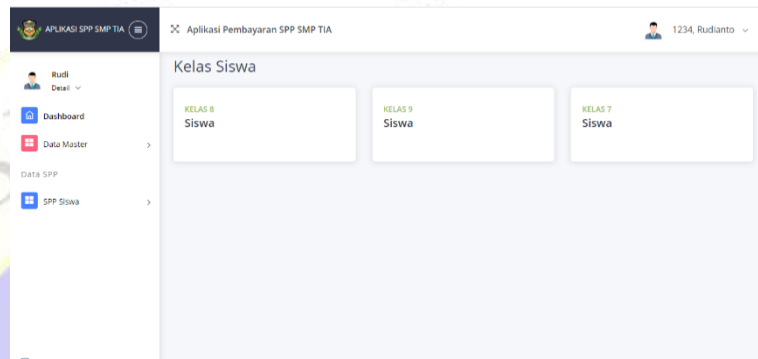 APLIKASI SPP SMP TIA
Aplikasi Pembayaran SPP SMP TIA
1234, Rudianto
Rudi
Detail
Dashboard
Data Master
Data SPP
SPP Siswa
Kelas Siswa
KELAS 8
Siswa
KELAS 9
Siswa
KELAS 7
Siswa